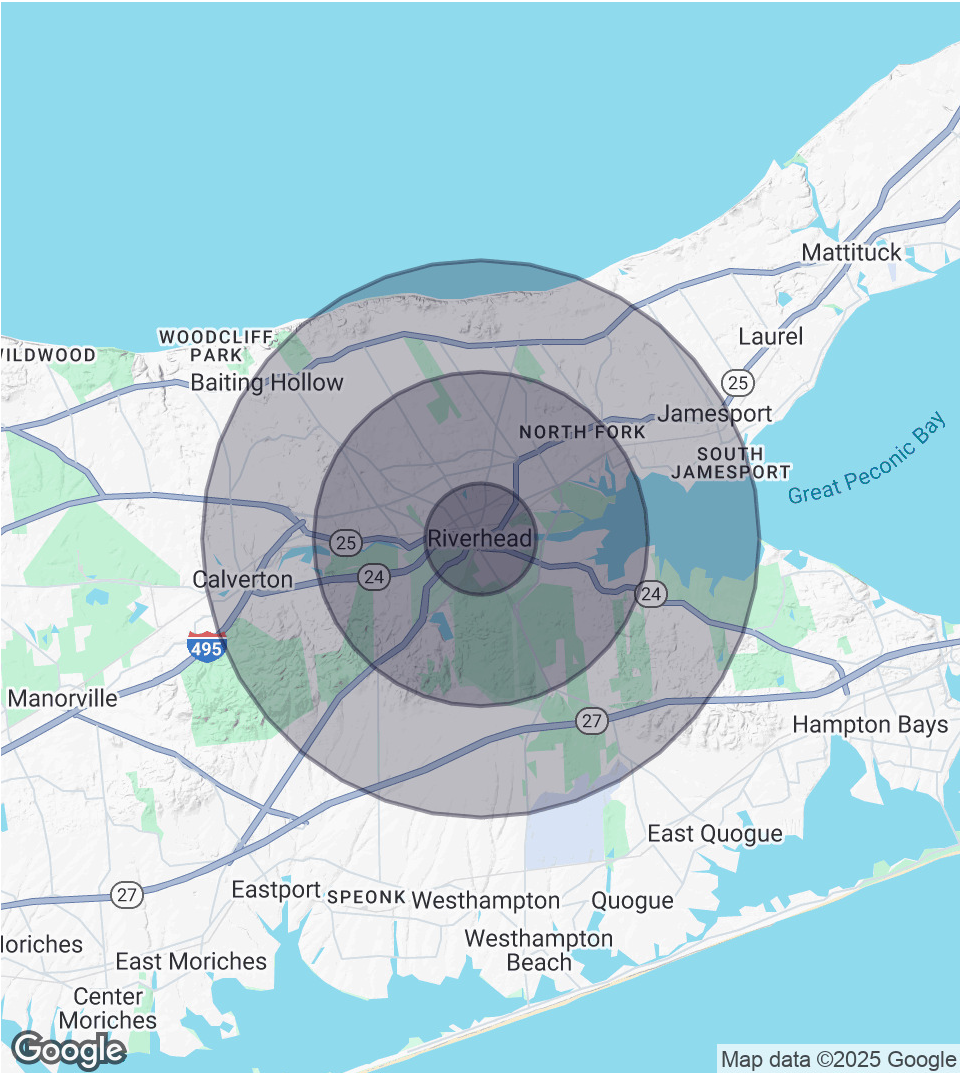 Mattituck
WOODCLIFF
PARK
Laurel
Baiting Hollow
25
Jamesport
NORTH FORK
SOUTH
JAMESPORT
Great Peconic Bay
Riverhead
25
24
Calverton
24
495
Manorville
27
Hampton Bays
East Quogue
Eastport
SPEONK
Westhampton
Quogue
27
Westhampton
Beach
East Moriches
Center
Moriches
Google
Map data ©2025 Google